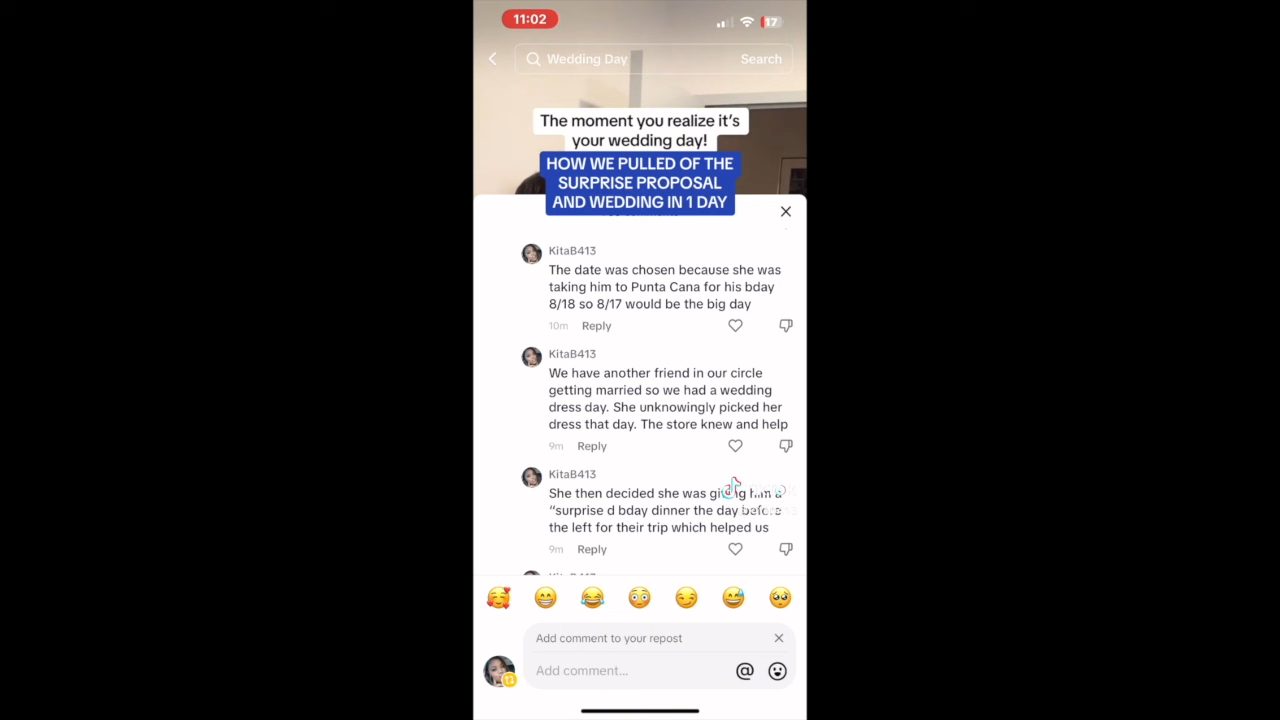 11:02
17
Wedding Day
Search
The moment you realize it's
your wedding day!
HOW WE PULLED OF THE
SURPRISE PROPOSAL
AND WEDDING IN 1 DAY
KitaB413
The date was chosen because she was
taking him to Punta Cana for his bday
8/18 so 8/17 would be the big day
10m Reply
KitaB413
We have another friend in our circle
getting married so we had a wedding
dress day. She unknowingly picked her
dress that day. The store knew and help
9m Reply
KitaB413
She then decided she was giving him a
“surprise d bday dinner the day before
the left for their trip which helped us
9m Reply
Add comment to your repost
Add comment...
@